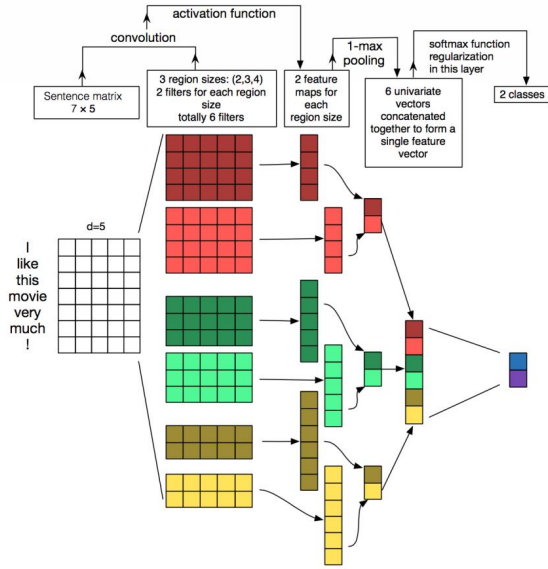 activation function
convolution
1-max
pooling
softmax function
regularization
in this layer
Sentence matrix
7 × 5
3 region sizes: (2,3,4)
2 filters for each region
size
totally 6 filters
2 feature
maps for
each
region size
6 univariate
vectors
concatenated
together to form a
single feature
vector
2 classes
d=5
I
like
this
movie
very
much
!